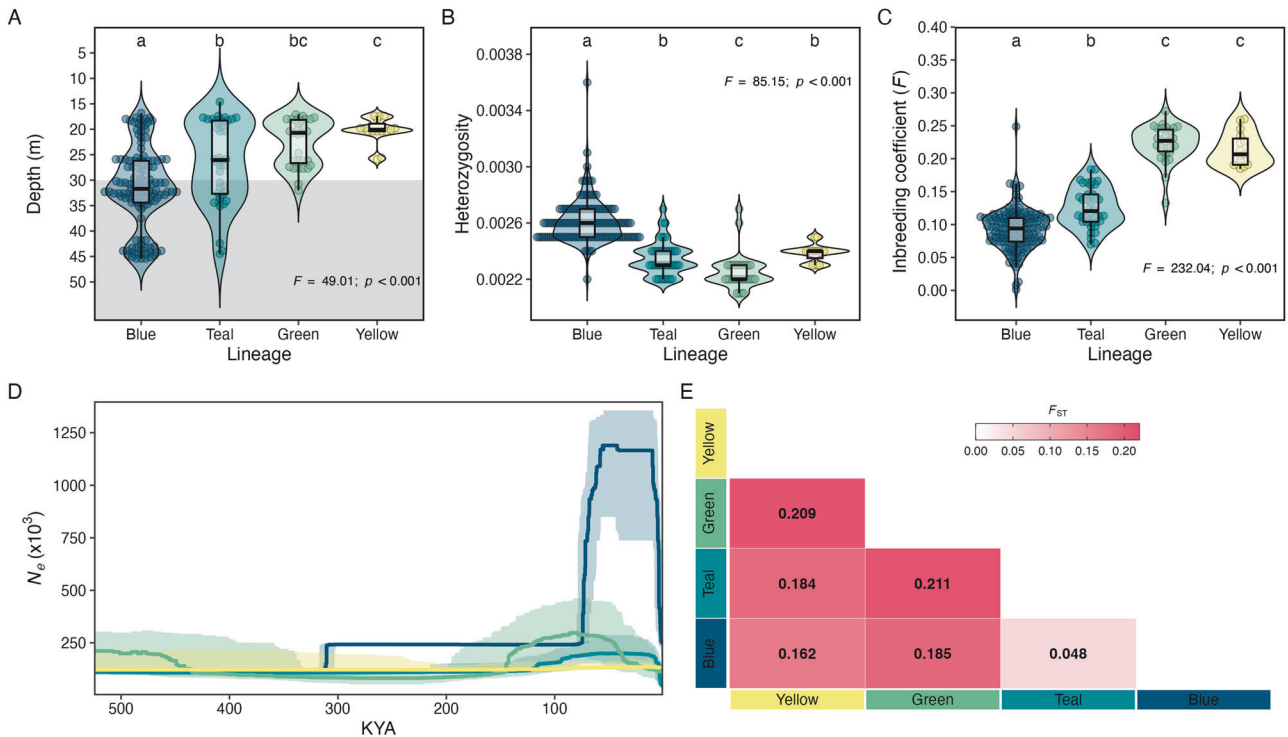 A
a b bc c
5
10
15
20
25
30
35
40
45
50
Depth (m)
F = 49.01; p < 0.001
Blue Teal Green Yellow
Lineage
B
a b c b
0.0038
0.0034
0.0030
0.0026
0.0022
Heterozygosity
F = 85.15; p < 0.001
Blue Teal Green Yellow
Lineage
C
a b c c
0.40
0.35
0.30
0.25
0.20
0.15
0.10
0.05
0.00
Inbreeding coefficient (F)
F = 232.04; p < 0.001
Blue Teal Green Yellow
Lineage
D
1250
1000
750
500
250
Ne (x10³)
500 400 300 200 100
KYA
E
FST
0.00 0.05 0.10 0.15 0.20
Yellow
Green
0.209
Teal
0.184 0.211
Blue
0.162 0.185 0.048
Yellow Green Teal Blue